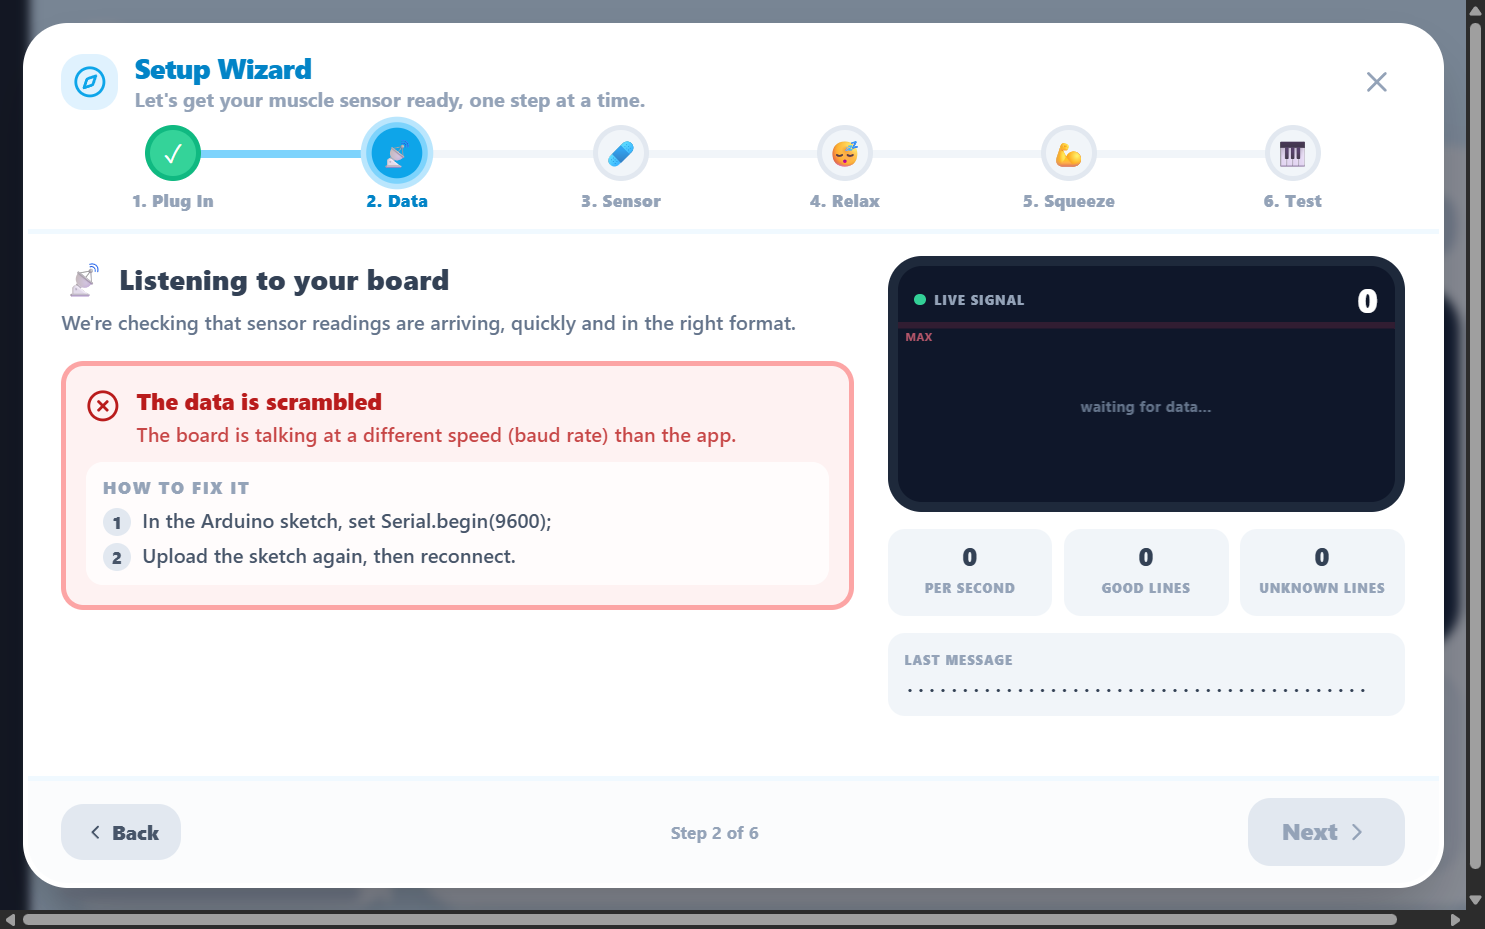 Setup Wizard
Let's get your muscle sensor ready, one step at a time.
1. Plug In
2. Data
3. Sensor
4. Relax
5. Squeeze
6. Test
Listening to your board
We're checking that sensor readings are arriving, quickly and in the right format.
The data is scrambled
The board is talking at a different speed (baud rate) than the app.
HOW TO FIX IT
1 In the Arduino sketch, set Serial.begin(9600);
2 Upload the sketch again, then reconnect.
LIVE SIGNAL
0
MAX
waiting for data...
0
PER SECOND
0
GOOD LINES
0
UNKNOWN LINES
LAST MESSAGE
..........................................
Back
Step 2 of 6
Next